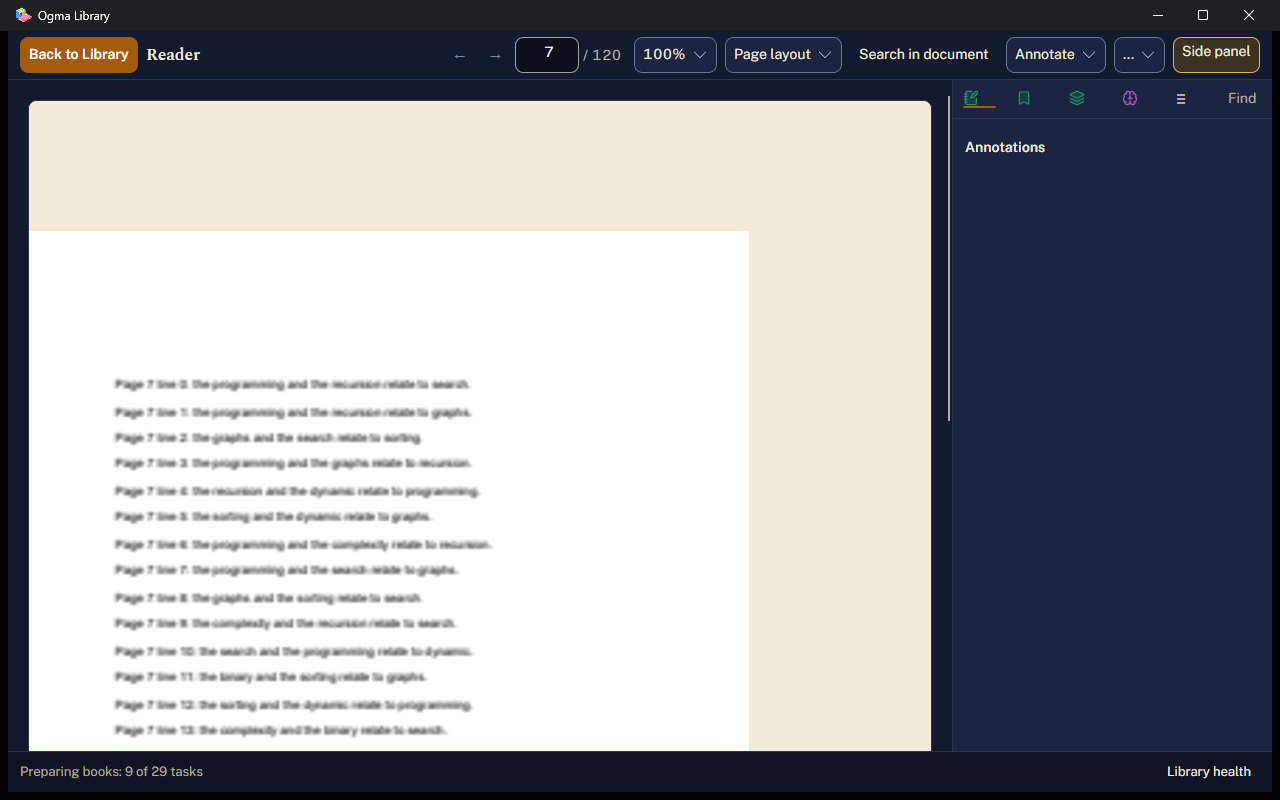 Ogma Library
Back to Library Reader ← → 7 / 120 100% Page layout Search in document Annotate ... Side panel
Find
Annotations
Page 7 line 0: the programming and the recursion relate to search.
Page 7 line 1: the programming and the recursion relate to graphs.
Page 7 line 2: the graphs and the search relate to sorting.
Page 7 line 3: the programming and the graphs relate to recursion.
Page 7 line 4: the recursion and the dynamic relate to programming.
Page 7 line 5: the sorting and the dynamic relate to graphs.
Page 7 line 6: the programming and the complexity relate to recursion.
Page 7 line 7: the programming and the search relate to graphs.
Page 7 line 8: the graphs and the sorting relate to search.
Page 7 line 9: the complexity and the recursion relate to search.
Page 7 line 10: the search and the programming relate to dynamic.
Page 7 line 11: the binary and the sorting relate to graphs.
Page 7 line 12: the sorting and the dynamic relate to programming.
Page 7 line 13: the complexity and the binary relate to search.
Preparing books: 9 of 29 tasks
Library health